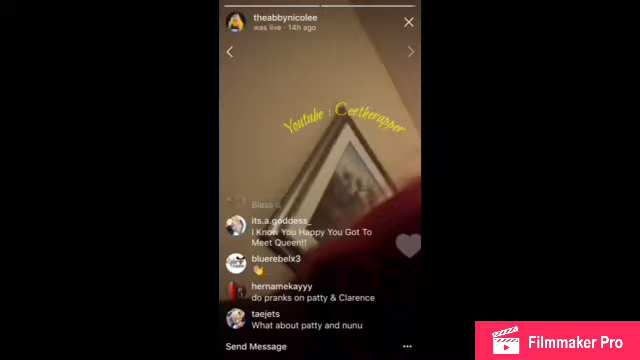 theabbynicolee
was live · 14h ago
Youtube : Ceetherapper
Bless u
its.a.goddess_
I Know You Happy You Got To
Meet Queen!!
bluerebelx3
👋
hernamekayyy
do pranks on patty & Clarence
taejets
What about patty and nunu
Send Message
Filmmaker Pro